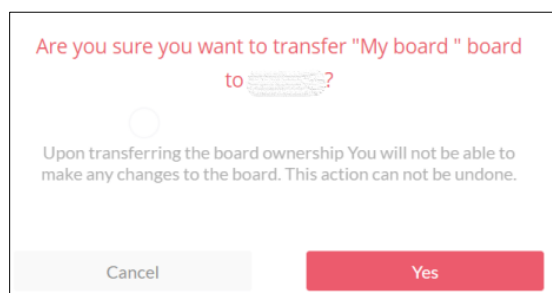 Are you sure you want to transfer "My board " board
to ?
Upon transferring the board ownership You will not be able to
make any changes to the board. This action can not be undone.
Cancel
Yes